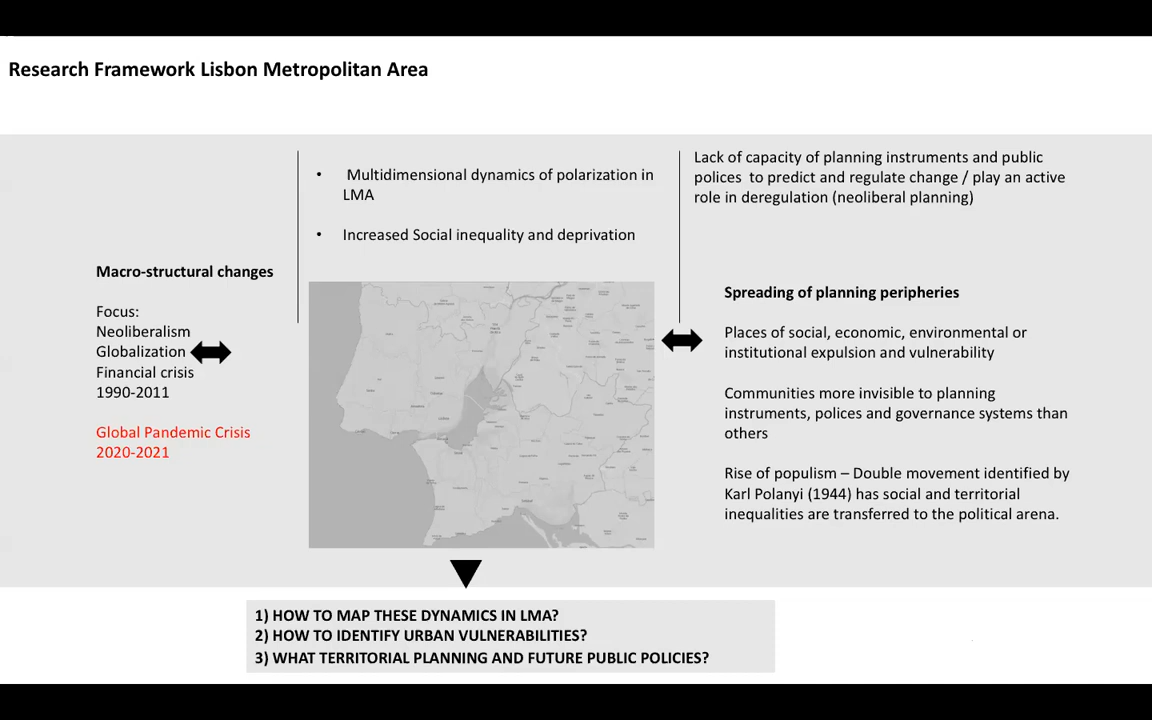 Research Framework Lisbon Metropolitan Area
Macro-structural changes
Focus:
Neoliberalism
Globalization
Financial crisis
1990-2011
Global Pandemic Crisis
2020-2021
• Multidimensional dynamics of polarization in
LMA
• Increased Social inequality and deprivation
Lack of capacity of planning instruments and public
polices to predict and regulate change / play an active
role in deregulation (neoliberal planning)
Spreading of planning peripheries
Places of social, economic, environmental or
institutional expulsion and vulnerability
Communities more invisible to planning
instruments, polices and governance systems than
others
Rise of populism – Double movement identified by
Karl Polanyi (1944) has social and territorial
inequalities are transferred to the political arena.
1) HOW TO MAP THESE DYNAMICS IN LMA?
2) HOW TO IDENTIFY URBAN VULNERABILITIES?
3) WHAT TERRITORIAL PLANNING AND FUTURE PUBLIC POLICIES?